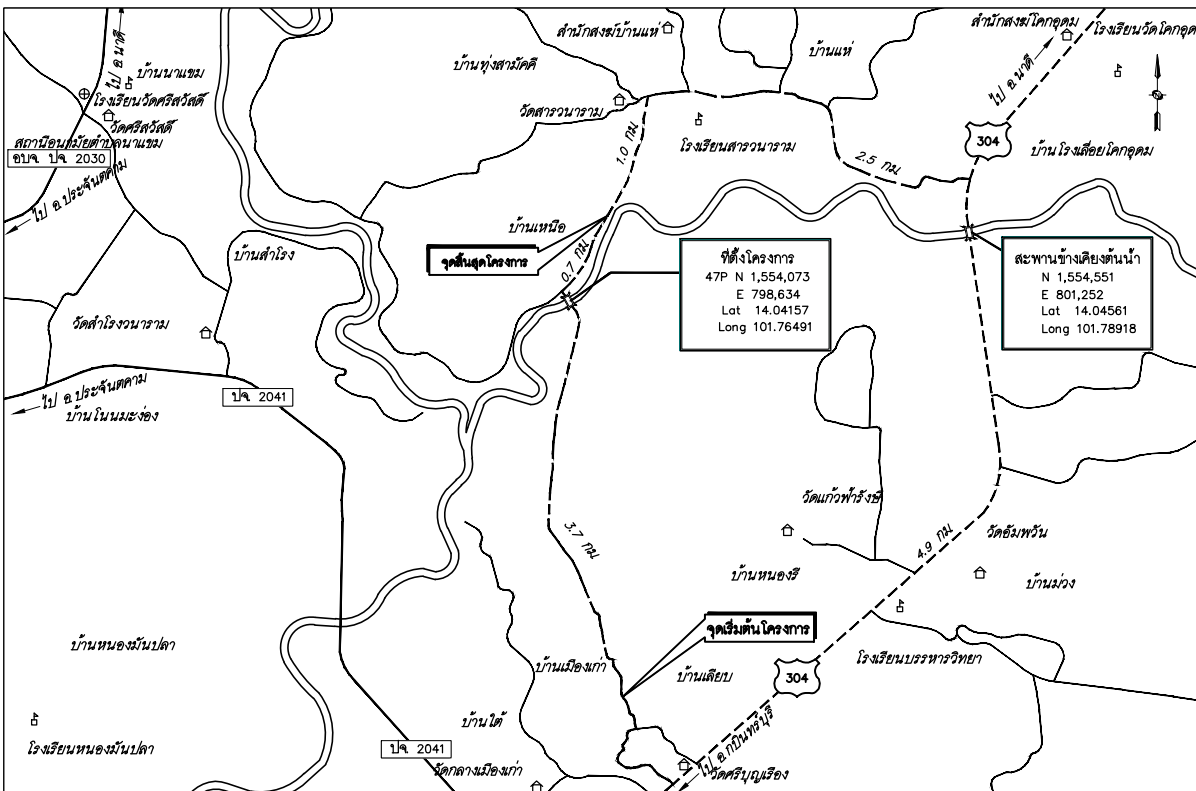 สำนักสงฆ์บ้านแห่
บ้านแห่
สำนักสงฆ์โคกอุดม
โรงเรียนวัดโคกอุดม
ไป อ.นาดี
บ้านนาแขม
โรงเรียนวัดศรีสวัสดิ์
วัดศรีสวัสดิ์
สถานีอนามัยตำบลนาแขม
อบจ. ปจ. 2030
ไป อ.ประจันตคาม
บ้านทุ่งสามัคคี
วัดสารวนาราม
1.0 กม
โรงเรียนสารวนาราม
2.5 กม
ไป อ.นาดี
304
บ้านโรงเลื่อยโคกอุดม
บ้านเหนือ
จุดสิ้นสุดโครงการ
0.7 กม
ที่ตั้งโครงการ
47P N 1,554,073
E 798,634
Lat 14.04157
Long 101.76491
สะพานข้างเคียงต้นน้ำ
N 1,554,551
E 801,252
Lat 14.04561
Long 101.78918
บ้านสำโรง
วัดสำโรงวนาราม
ไป อ.ประจันตคาม
บ้านโนนมะง่อง
ปจ. 2041
วัดแก้วฟ้ารังษี
3.7 กม
4.9 กม
วัดอัมพวัน
บ้านหนองรี
บ้านม่วง
จุดเริ่มต้นโครงการ
บ้านหนองมันปลา
บ้านเมืองเก่า
บ้านเลียบ
304
โรงเรียนบรรหารวิทยา
บ้านใต้
ไป อ.กบินทร์บุรี
โรงเรียนหนองมันปลา
ปจ. 2041
วัดกลางเมืองเก่า
วัดศรีบุญเรือง